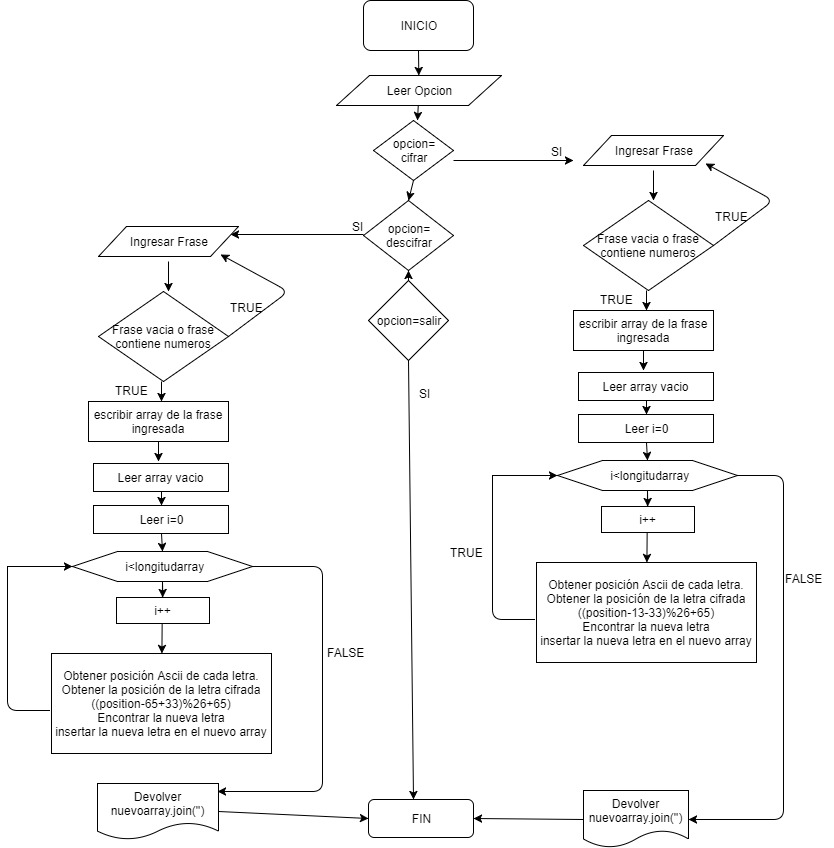 INICIO
Leer Opcion
opcion=
cifrar
SI
Ingresar Frase
TRUE
Frase vacia o frase
contiene numeros
TRUE
escribir array de la frase
ingresada
Leer array vacio
Leer i=0
i<longitudarray
i++
TRUE
FALSE
Obtener posición Ascii de cada letra.
Obtener la posición de la letra cifrada
((position-13-33)%26+65)
Encontrar la nueva letra
insertar la nueva letra en el nuevo array
Devolver
nuevoarray.join('')
opcion=
descifrar
SI
Ingresar Frase
TRUE
Frase vacia o frase
contiene numeros
TRUE
escribir array de la frase
ingresada
Leer array vacio
Leer i=0
i<longitudarray
i++
FALSE
Obtener posición Ascii de cada letra.
Obtener la posición de la letra cifrada
((position-65+33)%26+65)
Encontrar la nueva letra
insertar la nueva letra en el nuevo array
Devolver
nuevoarray.join('')
opcion=salir
SI
FIN